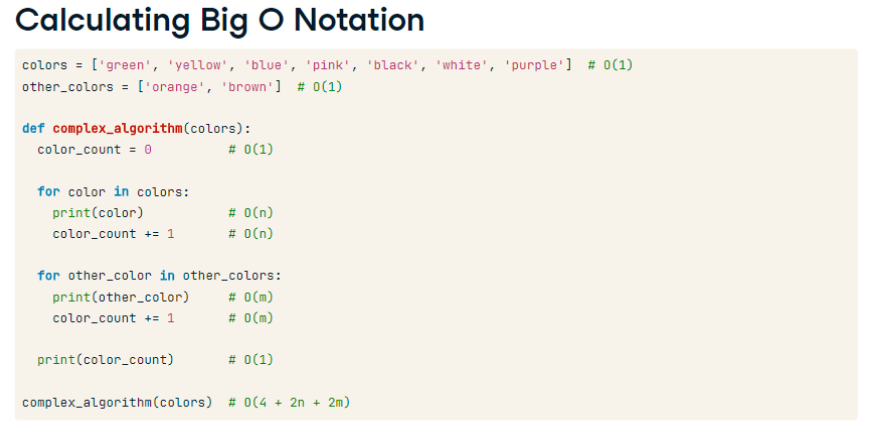 Calculating Big O Notation
colors = ['green', 'yellow', 'blue', 'pink', 'black', 'white', 'purple']  # O(1)
other_colors = ['orange', 'brown']  # O(1)
def complex_algorithm(colors):
  color_count = 0          # O(1)
  for color in colors:
    print(color)           # O(n)
    color_count += 1       # O(n)
  for other_color in other_colors:
    print(other_color)     # O(m)
    color_count += 1       # O(m)
  print(color_count)       # O(1)
complex_algorithm(colors)  # O(4 + 2n + 2m)